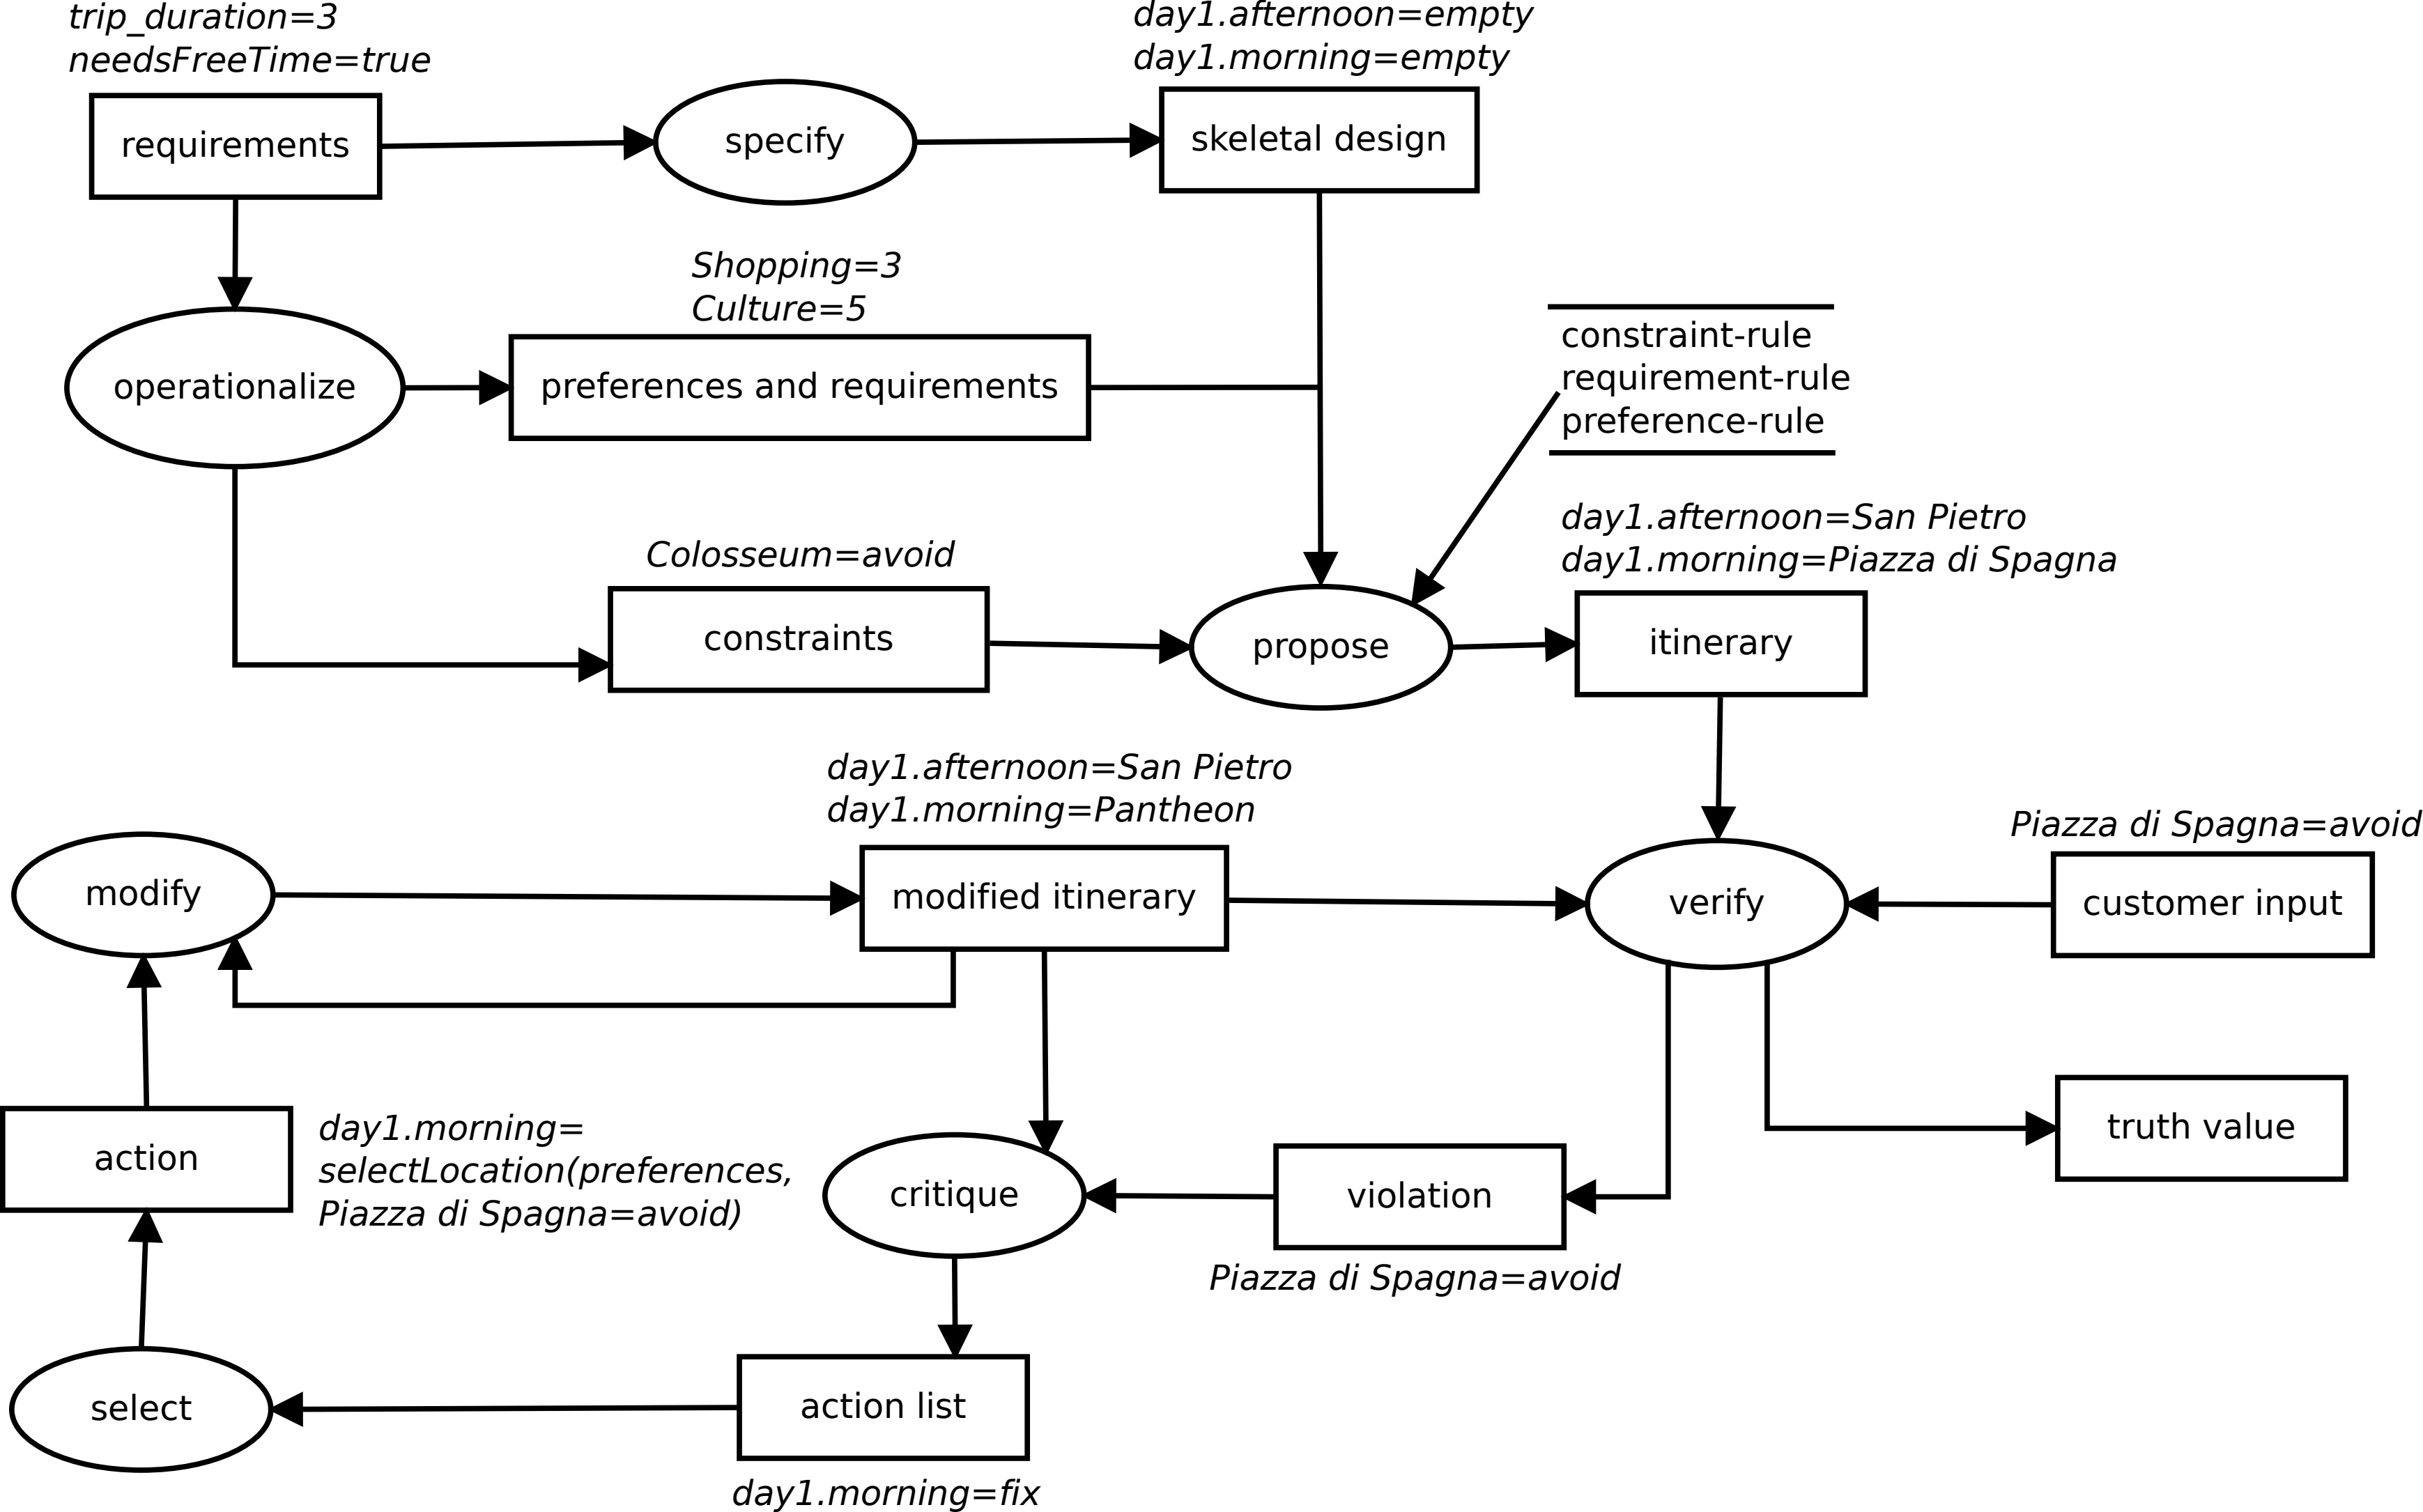 trip_duration=3
needsFreeTime=true
day1.afternoon=empty
day1.morning=empty
requirements
specify
skeletal design
Shopping=3
Culture=5
constraint-rule
requirement-rule
preference-rule
operationalize
preferences and requirements
day1.afternoon=San Pietro
day1.morning=Piazza di Spagna
Colosseum=avoid
constraints
propose
itinerary
day1.afternoon=San Pietro
day1.morning=Pantheon
Piazza di Spagna=avoid
modify
modified itinerary
verify
customer input
action
day1.morning=
selectLocation(preferences,
Piazza di Spagna=avoid)
truth value
critique
violation
Piazza di Spagna=avoid
select
action list
day1.morning=fix